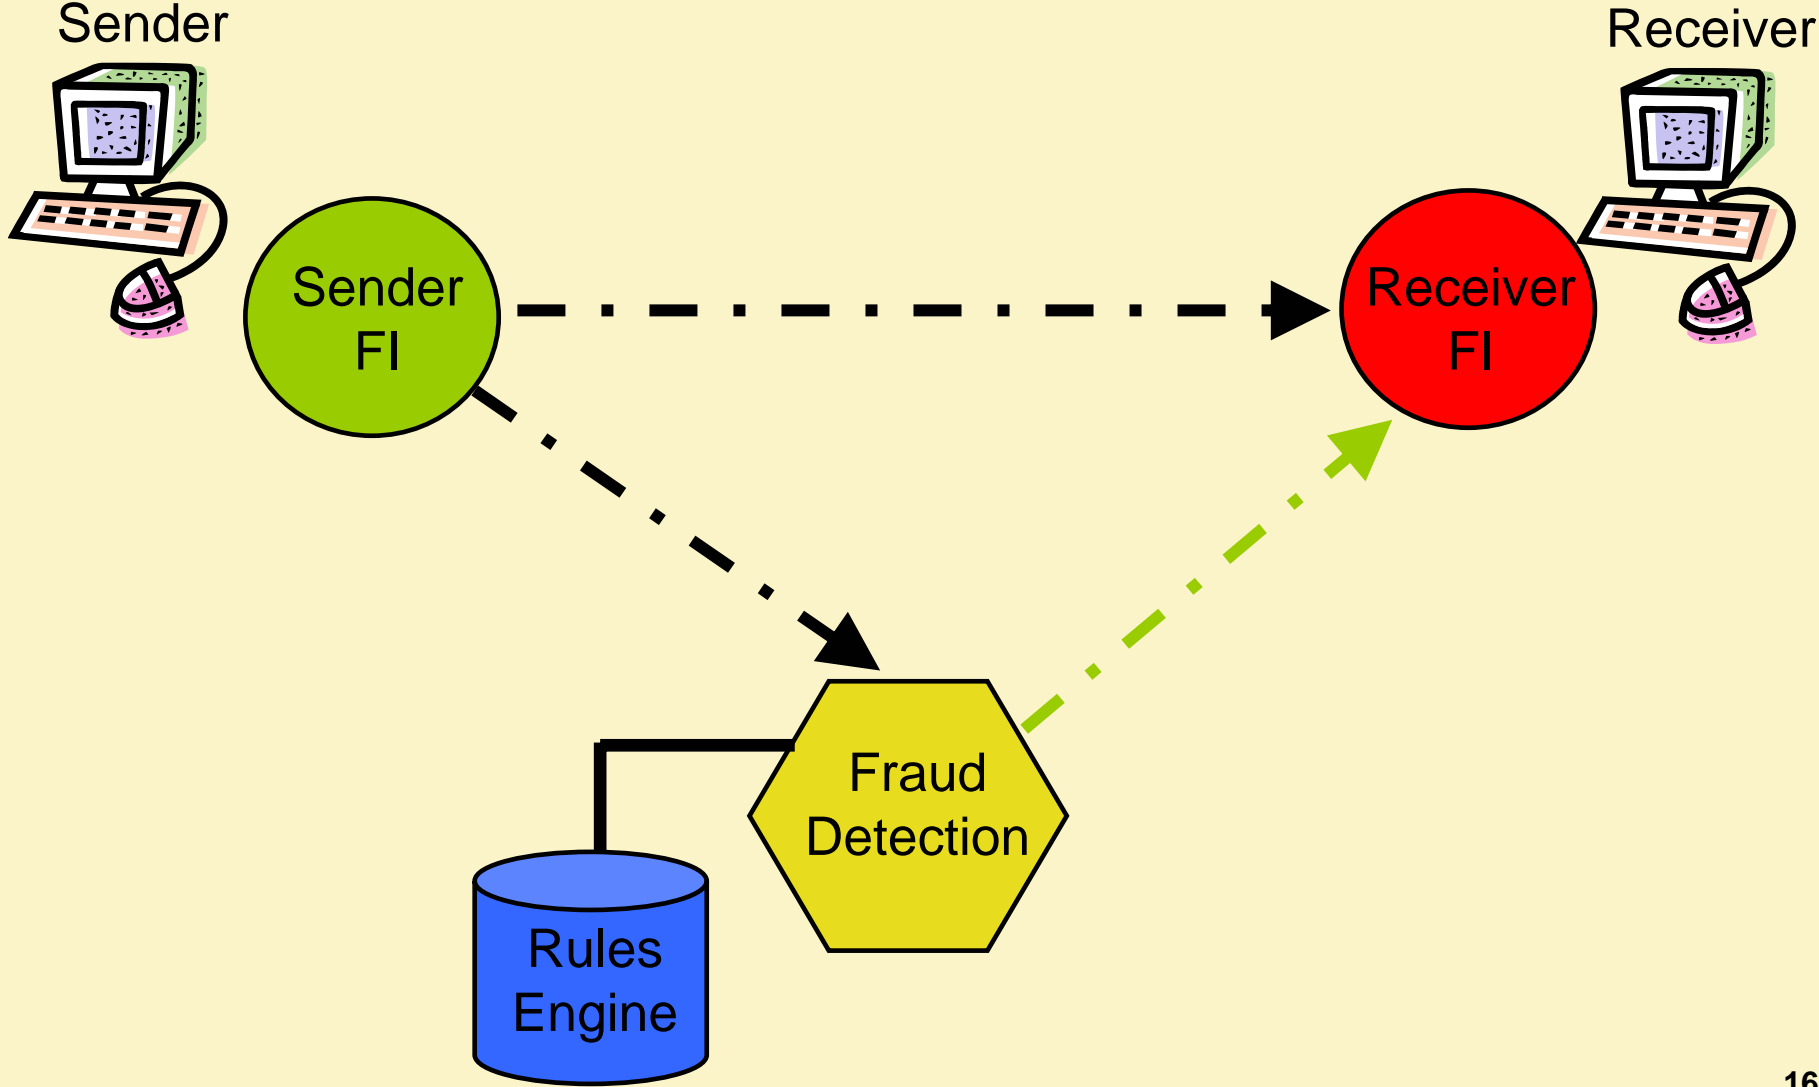 Sender
Receiver
Sender
FI
Receiver
FI
Fraud
Detection
Rules
Engine
16